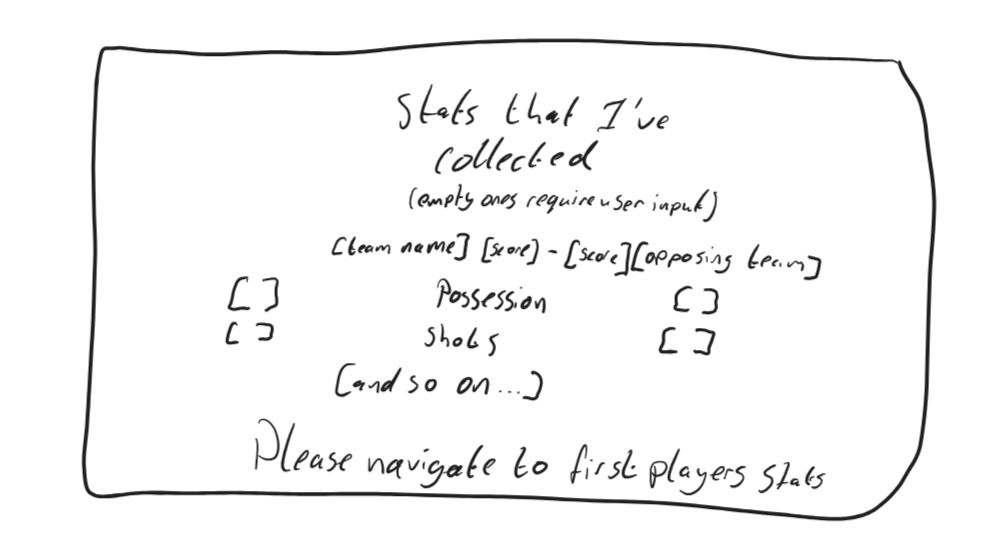 Stats that I've
collected
(empty ones require user input)
[team name] [score] - [score][opposing team]
[ ] Possession [ ]
[ ] Shots [ ]
[and so on...]
Please navigate to first players stats